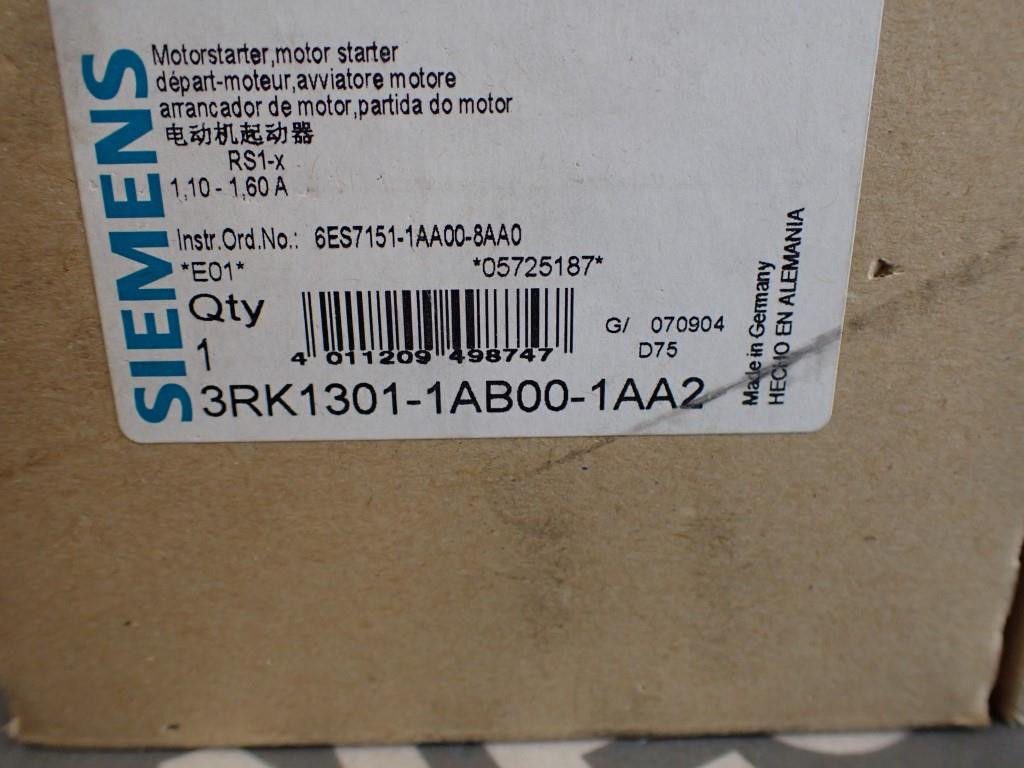 SIEMENS
Motorstarter,motor starter
départ-moteur,avviatore motore
arrancador de motor,partida do motor
电动机起动器
RS1-x
1,10 - 1,60 A
Instr.Ord.No.: 6ES7151-1AA00-8AA0
*E01* *05725187*
Qty
1
4 011209 498747
G/ 070904
D75
3RK1301-1AB00-1AA2
Made in Germany
HECHO EN ALEMANIA